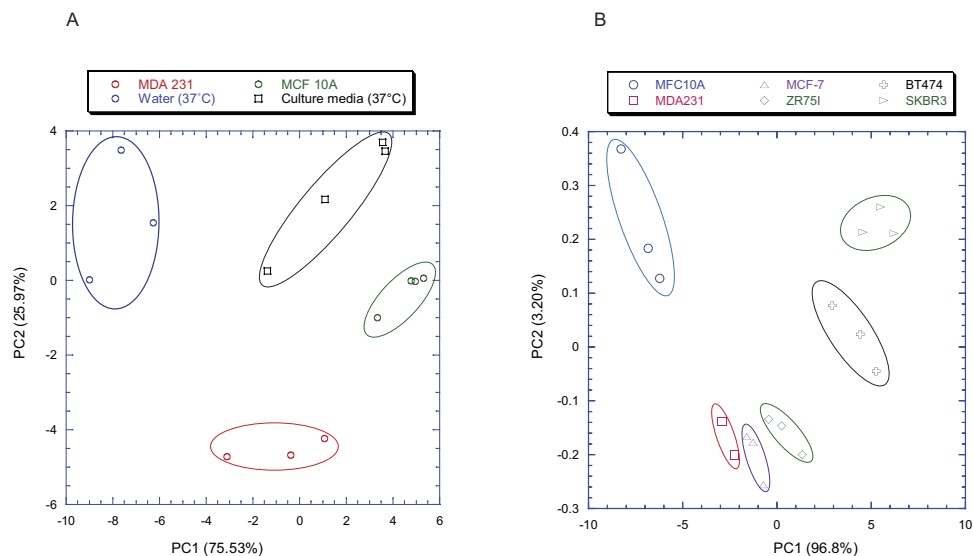 A
B
MDA 231
MCF 10A
Water (37˚C)
Culture media (37°C)
MFC10A
MCF-7
BT474
MDA231
ZR75I
SKBR3
4
2
0
-2
-4
-6
PC2 (25.97%)
-10
-8
-6
-4
-2
0
2
4
6
PC1 (75.53%)
0.4
0.3
0.2
0.1
0
-0.1
-0.2
-0.3
PC2 (3.20%)
-10
-5
0
5
10
PC1 (96.8%)